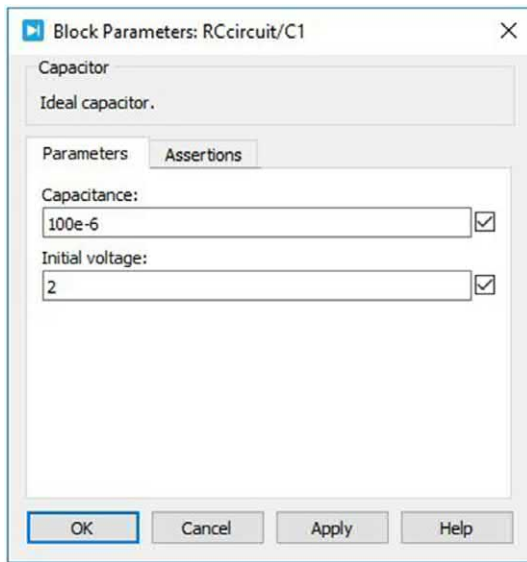 Block Parameters: RCcircuit/C1
Capacitor
Ideal capacitor.
Parameters Assertions
Capacitance:
100e-6
Initial voltage:
2
OK Cancel Apply Help